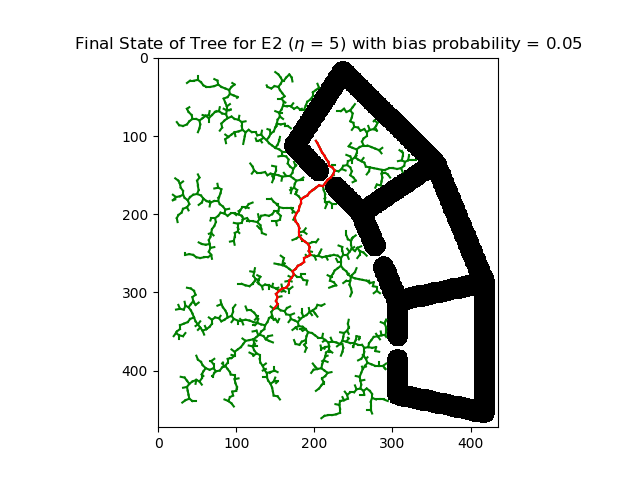 Final State of Tree for E2 (η = 5) with bias probability = 0.05
0
100
200
300
400
0 100 200 300 400